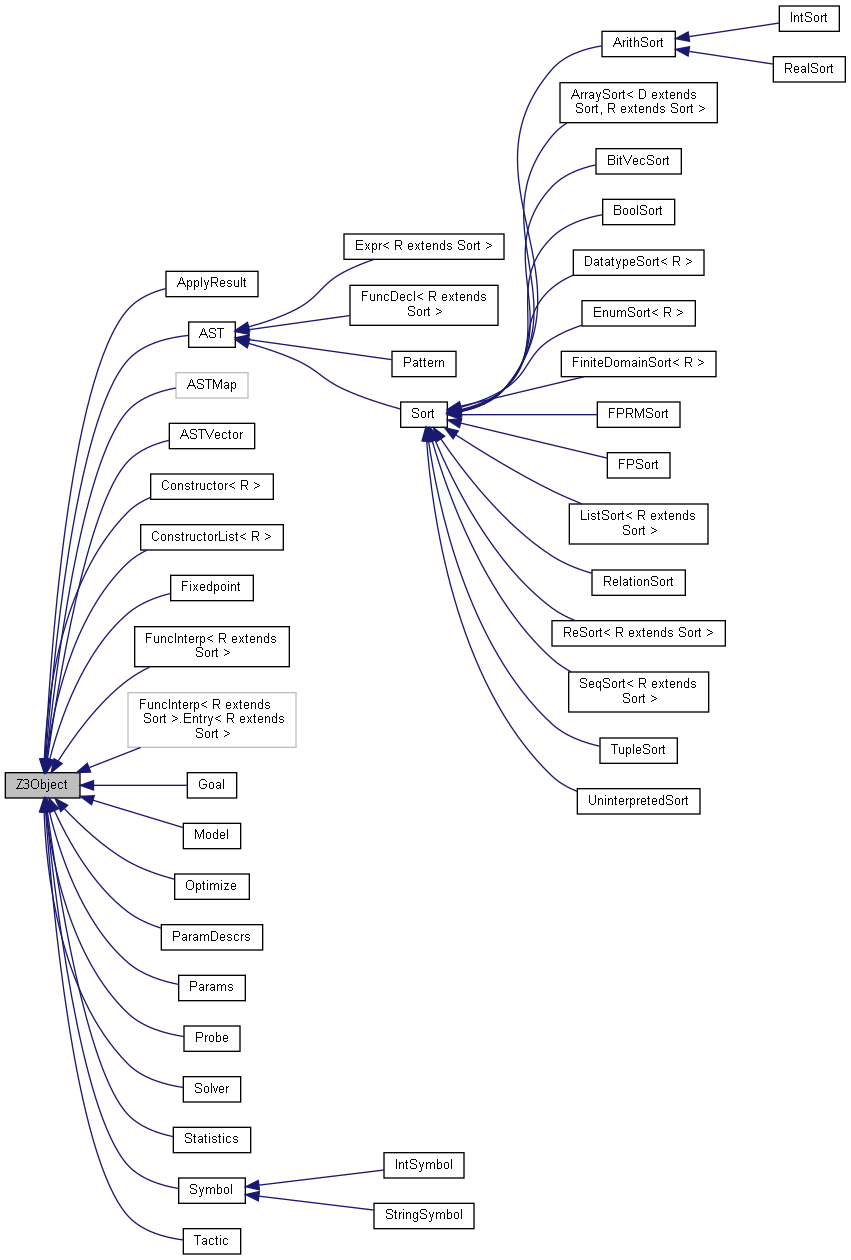 IntSort
ArithSort
RealSort
ArraySort< D extends
Sort, R extends Sort >
BitVecSort
BoolSort
Expr< R extends Sort >
DatatypeSort< R >
ApplyResult
FuncDecl< R extends
Sort >
EnumSort< R >
AST
Pattern
FiniteDomainSort< R >
ASTMap
Sort
FPRMSort
ASTVector
FPSort
Constructor< R >
ListSort< R extends
Sort >
ConstructorList< R >
RelationSort
Fixedpoint
ReSort< R extends Sort >
FuncInterp< R extends
Sort >
SeqSort< R extends
Sort >
FuncInterp< R extends
Sort >.Entry< R extends
Sort >
TupleSort
Z3Object
Goal
UninterpretedSort
Model
Optimize
ParamDescrs
Params
Probe
Solver
Statistics
IntSymbol
Symbol
StringSymbol
Tactic